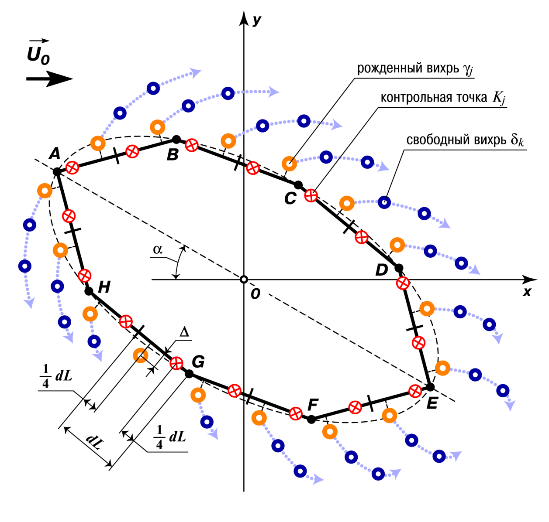 y
U₀
рожденный вихрь γj
контрольная точка Kj
свободный вихрь δk
A
B
C
α
D
0
x
H
Δ
G
1/4 dL
E
F
dL
1/4 dL